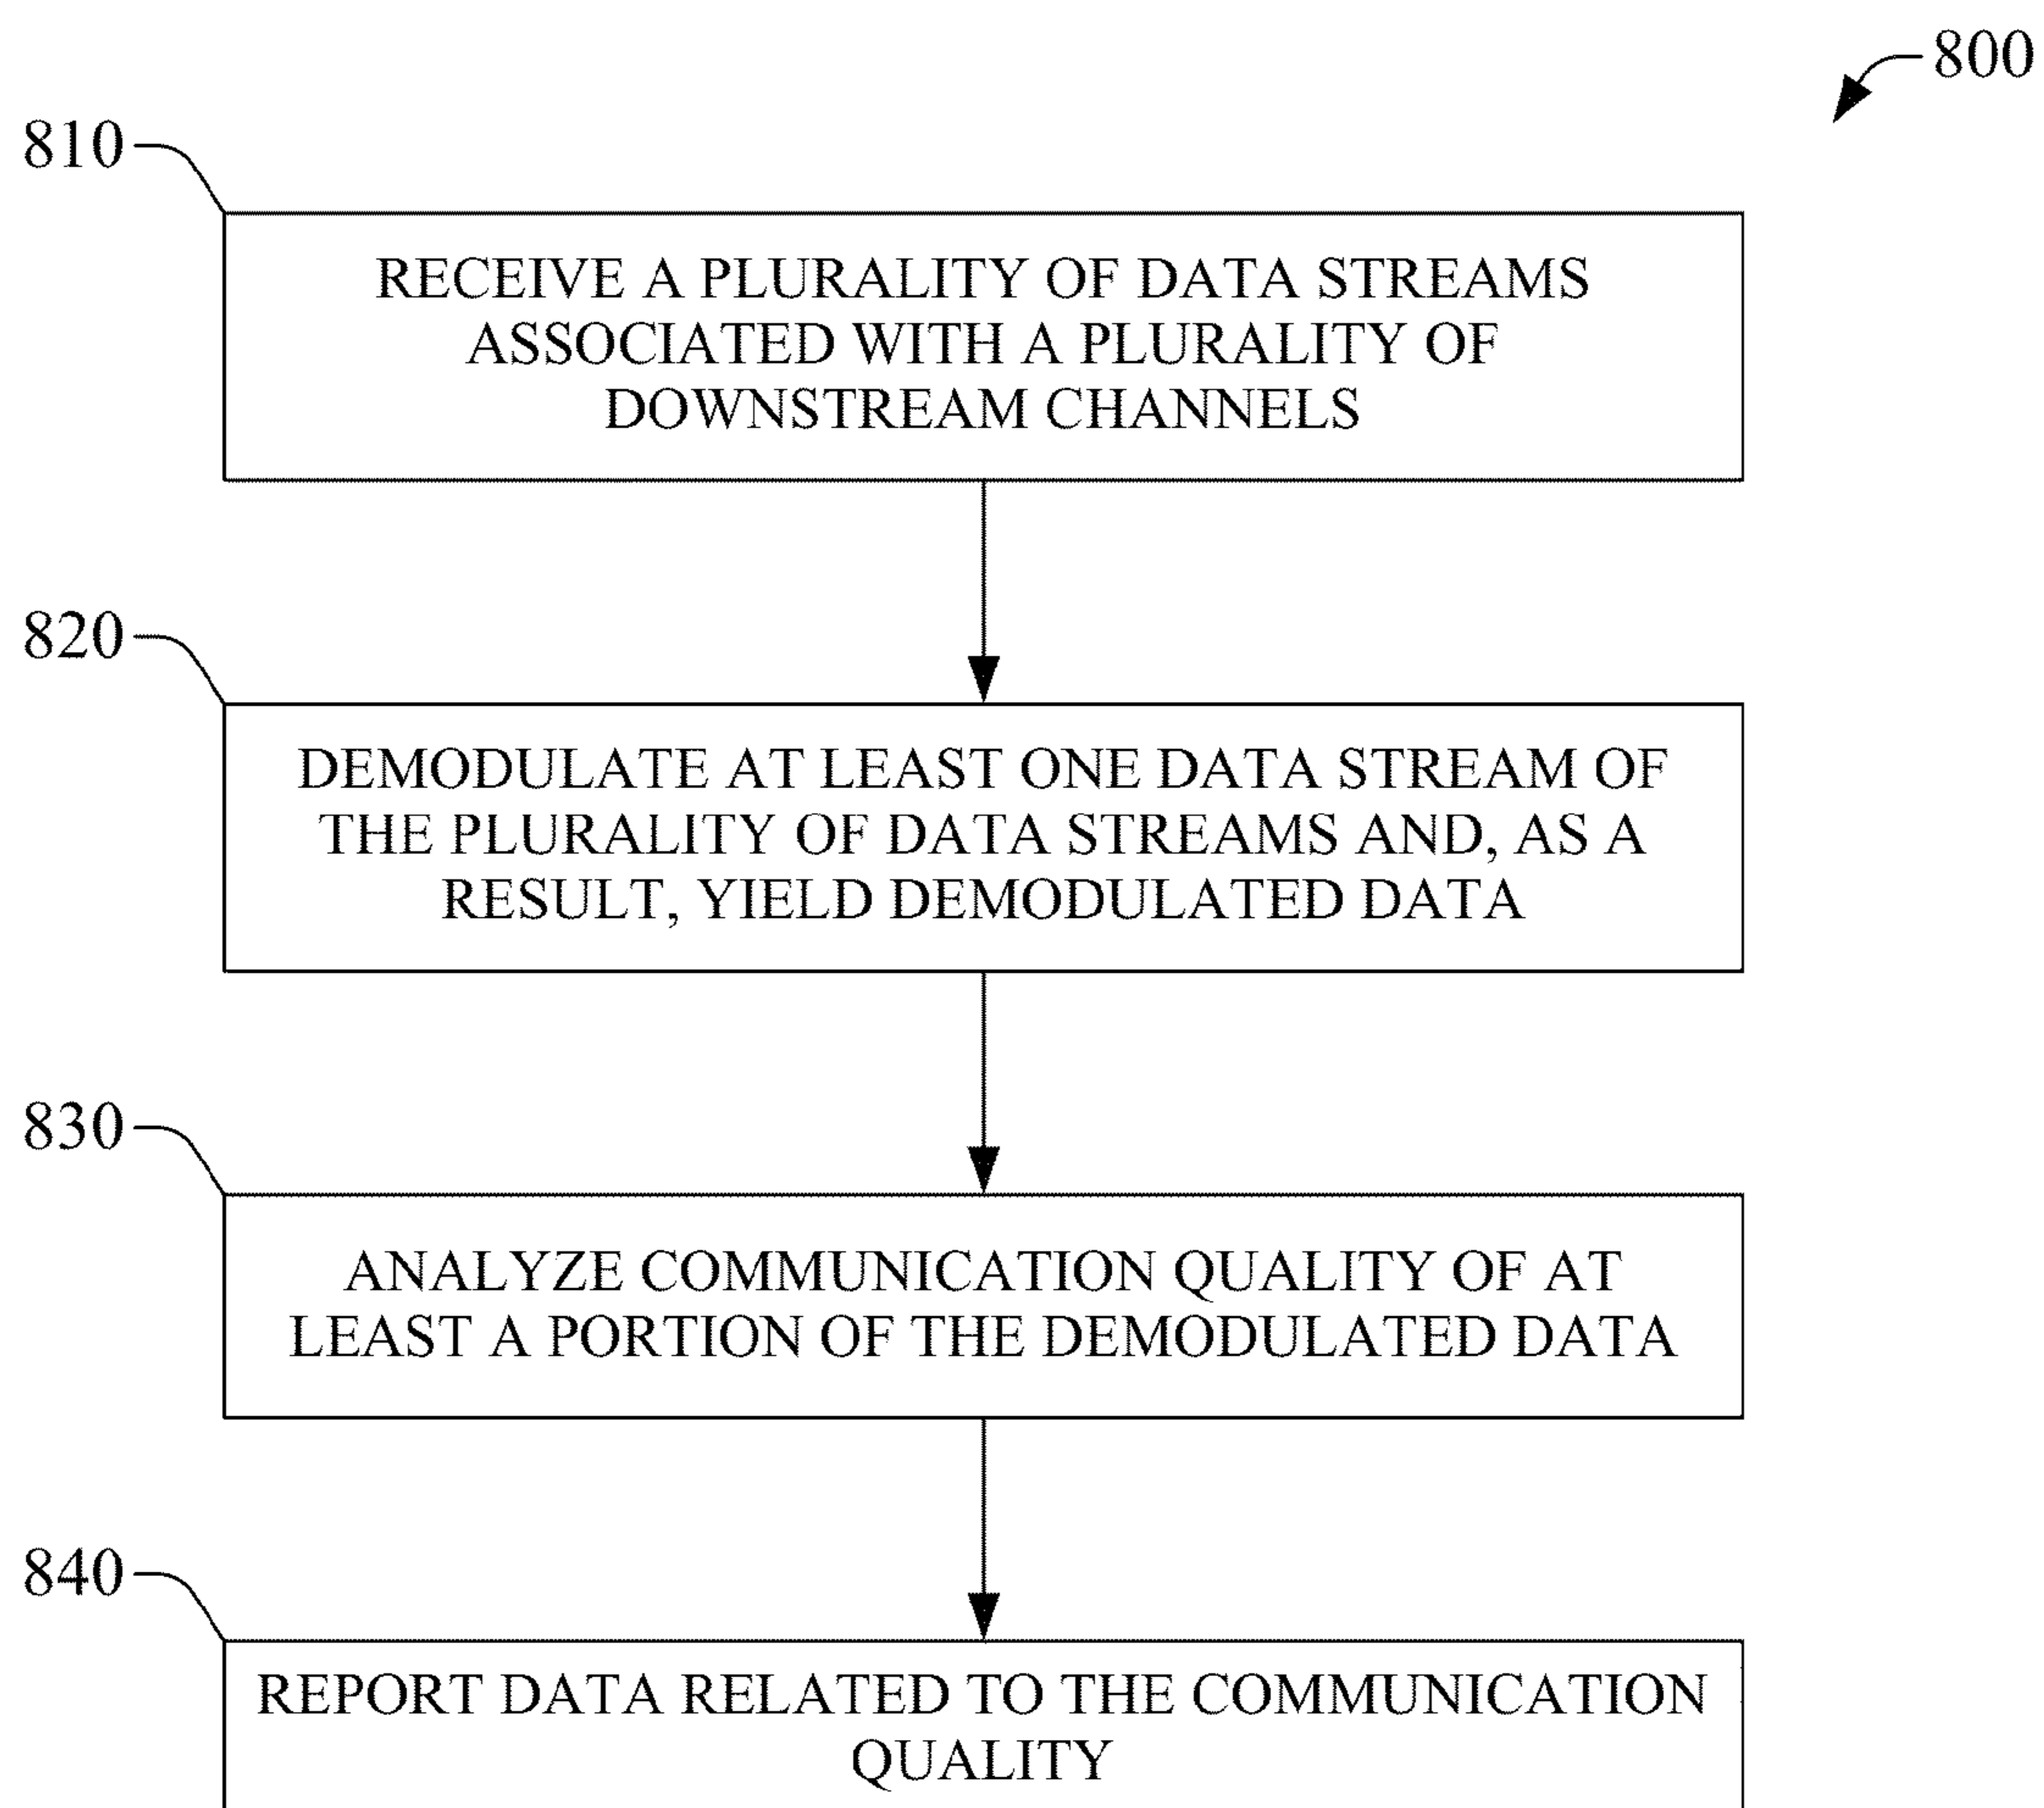 800
810
RECEIVE A PLURALITY OF DATA STREAMS
ASSOCIATED WITH A PLURALITY OF
DOWNSTREAM CHANNELS
820
DEMODULATE AT LEAST ONE DATA STREAM OF
THE PLURALITY OF DATA STREAMS AND, AS A
RESULT, YIELD DEMODULATED DATA
830
ANALYZE COMMUNICATION QUALITY OF AT
LEAST A PORTION OF THE DEMODULATED DATA
840
REPORT DATA RELATED TO THE COMMUNICATION
QUALITY